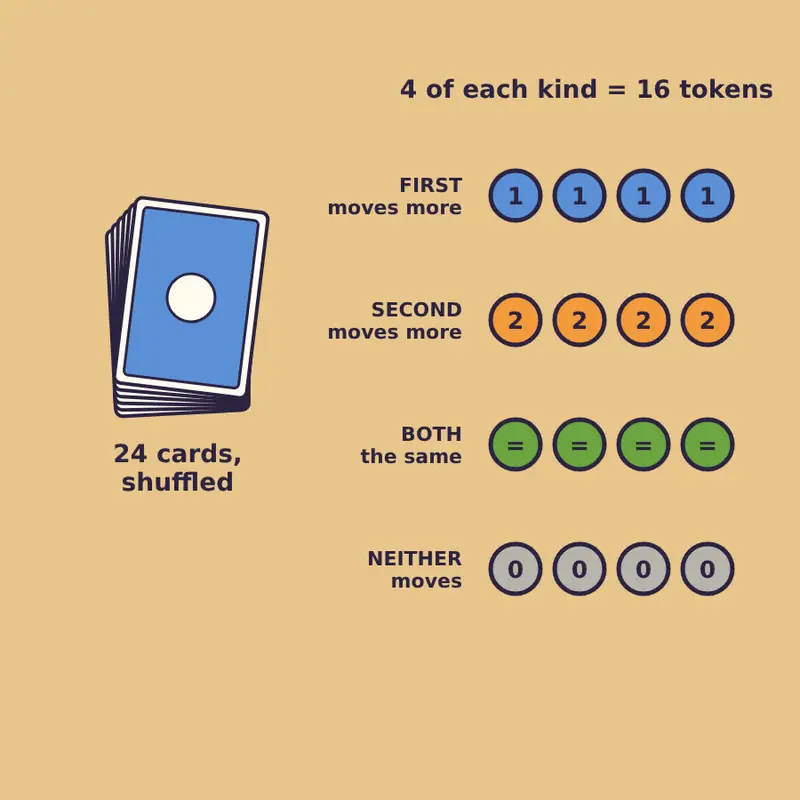 4 of each kind = 16 tokens
FIRST
moves more
1 1 1 1
SECOND
moves more
2 2 2 2
BOTH
the same
= = = =
24 cards,
shuffled
NEITHER
moves
0 0 0 0